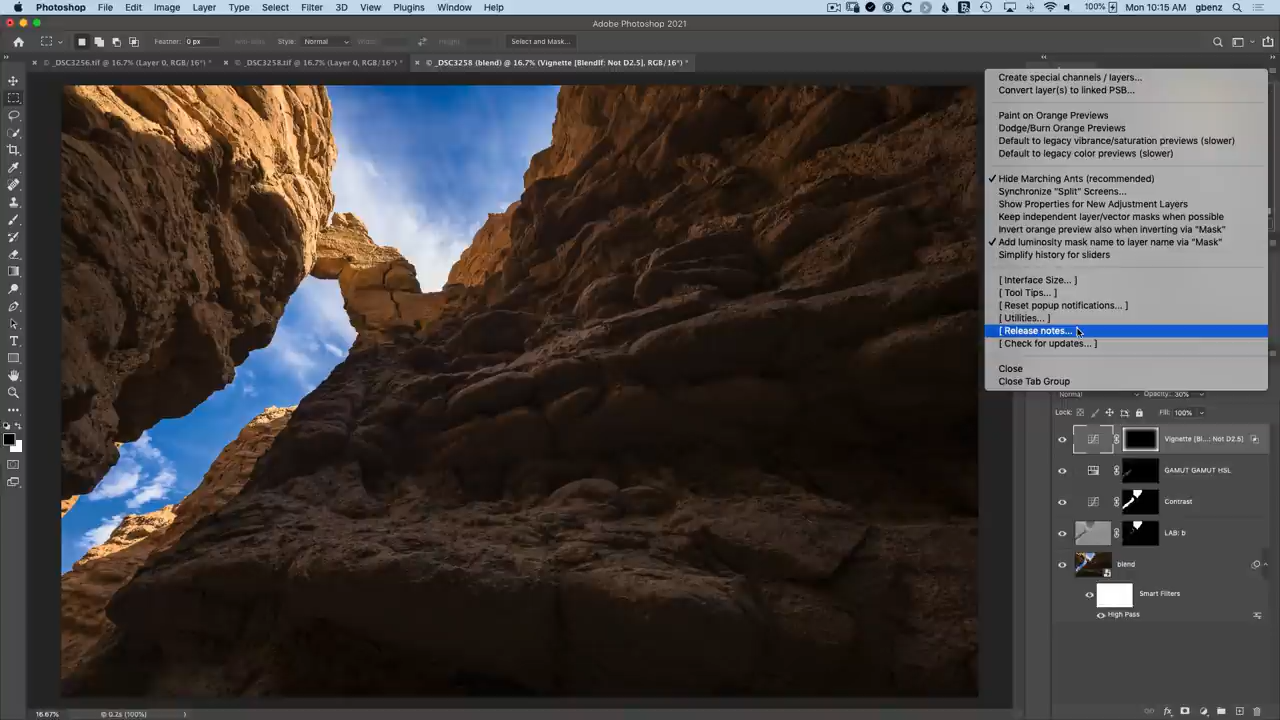 Photoshop File Edit Image Layer Type Select Filter 3D View Plugins Window Help 100% Mon 10:15 AM gbenz
Adobe Photoshop 2021
Feather: 0 px Anti-alias Style: Normal Width: Height: Select and Mask...
_DSC3256.tif @ 16.7% (Layer 0, RGB/16*) * _DSC3258.tif @ 16.7% (Layer 0, RGB/16*) * _DSC3258 (blend) @ 16.7% (Vignette [BlendIf: Not D2.5], RGB/16*) *
Create special channels / layers...
Convert layer(s) to linked PSB...
Paint on Orange Previews
Dodge/Burn Orange Previews
Default to legacy vibrance/saturation previews (slower)
Default to legacy color previews (slower)
✓ Hide Marching Ants (recommended)
Synchronize "Split" Screens...
Show Properties for New Adjustment Layers
Keep independent layer/vector masks when possible
Invert orange preview also when inverting via "Mask"
✓ Add luminosity mask name to layer name via "Mask"
Simplify history for sliders
[ Interface Size... ]
[ Tool Tips... ]
[ Reset popup notifications... ]
[ Utilities... ]
[ Release notes... ]
[ Check for updates... ]
Close
Close Tab Group
Normal Opacity: 30%
Lock: Fill: 100%
Vignette [Bl...: Not D2.5]
GAMUT GAMUT HSL
Contrast
LAB: b
blend
Smart Filters
High Pass
16.67% 0.2s (100%)